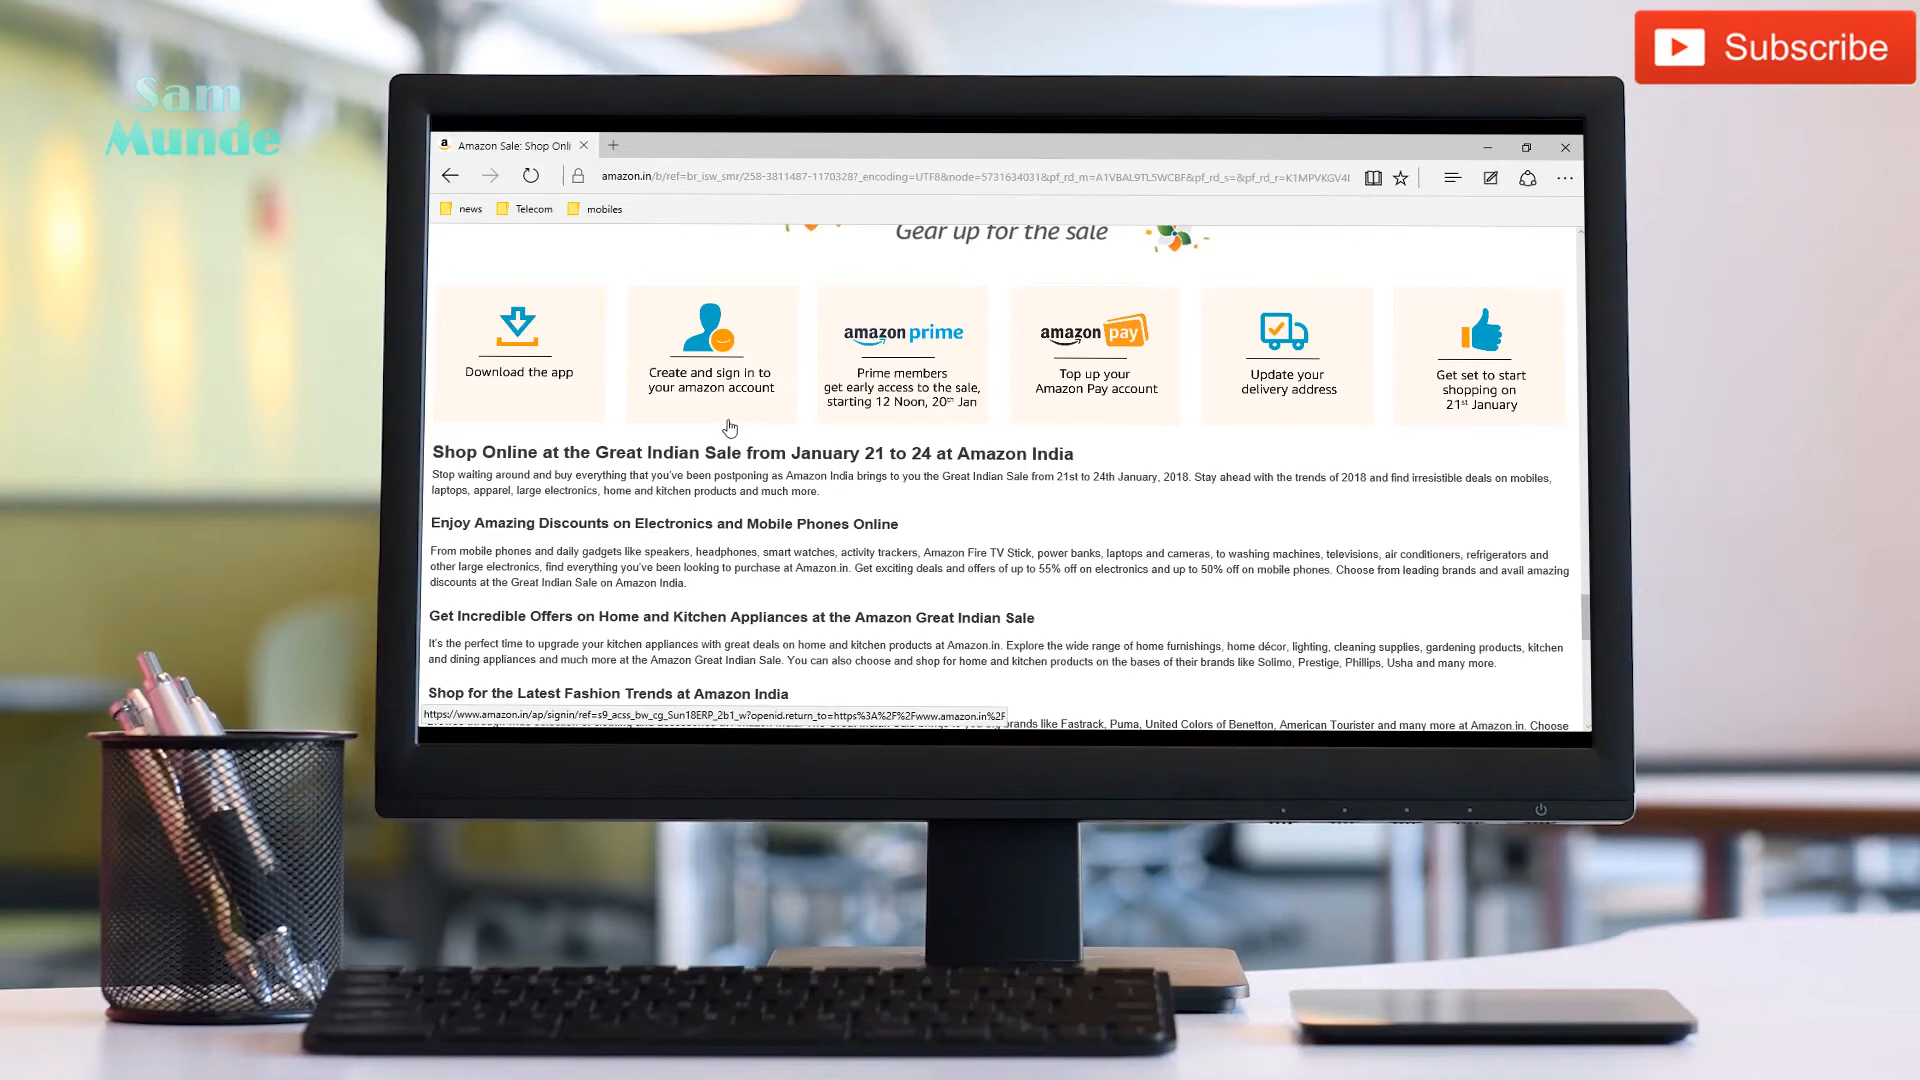 Subscribe
Sam
Munde
a Amazon Sale: Shop Onli
amazon.in/b/ref=br_isw_smr/258-3811487-1170328?_encoding=UTF8&node=5731634031&pf_rd_m=A1VBAL9TL5WCBF&pf_rd_s=&pf_rd_r=K1MPVKGV4
news Telecom mobiles
Gear up for the sale
Download the app
Create and sign in to
your amazon account
amazon prime
Prime members
get early access to the sale,
starting 12 Noon, 20th Jan
amazon pay
Top up your
Amazon Pay account
Update your
delivery address
Get set to start
shopping on
21st January
Shop Online at the Great Indian Sale from January 21 to 24 at Amazon India
Stop waiting around and buy everything that you've been postponing as Amazon India brings to you the Great Indian Sale from 21st to 24th January, 2018. Stay ahead with the trends of 2018 and find irresistible deals on mobiles,
laptops, apparel, large electronics, home and kitchen products and much more.
Enjoy Amazing Discounts on Electronics and Mobile Phones Online
From mobile phones and daily gadgets like speakers, headphones, smart watches, activity trackers, Amazon Fire TV Stick, power banks, laptops and cameras, to washing machines, televisions, air conditioners, refrigerators and
other large electronics, find everything you've been looking to purchase at Amazon.in. Get exciting deals and offers of up to 55% off on electronics and up to 50% off on mobile phones. Choose from leading brands and avail amazing
discounts at the Great Indian Sale on Amazon India.
Get Incredible Offers on Home and Kitchen Appliances at the Amazon Great Indian Sale
It's the perfect time to upgrade your kitchen appliances with great deals on home and kitchen products at Amazon.in. Explore the wide range of home furnishings, home décor, lighting, cleaning supplies, gardening products, kitchen
and dining appliances and much more at the Amazon Great Indian Sale. You can also choose and shop for home and kitchen products on the bases of their brands like Solimo, Prestige, Phillips, Usha and many more.
Shop for the Latest Fashion Trends at Amazon India
https://www.amazon.in/ap/signin/ref=s9_acss_bw_cg_Sun18ERP_2b1_w?openid.return_to=https%3A%2F%2Fwww.amazon.in%2F
brands like Fastrack, Puma, United Colors of Benetton, American Tourister and many more at Amazon.in. Choose